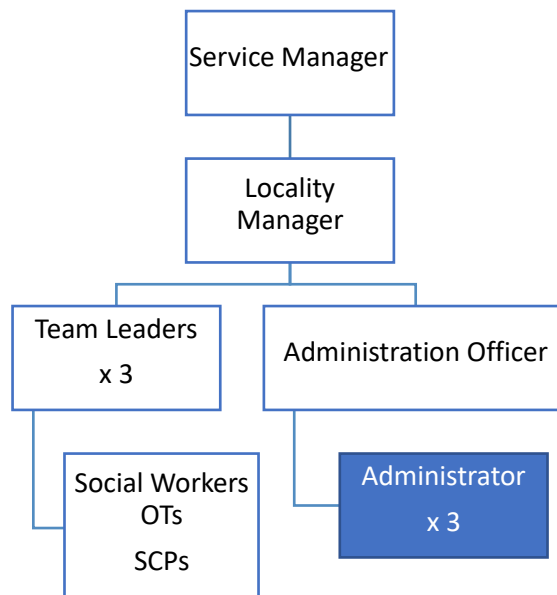 Service Manager
Locality
Manager
Team Leaders
x 3
Administration Officer
Social Workers
OTs
SCPs
Administrator
x 3